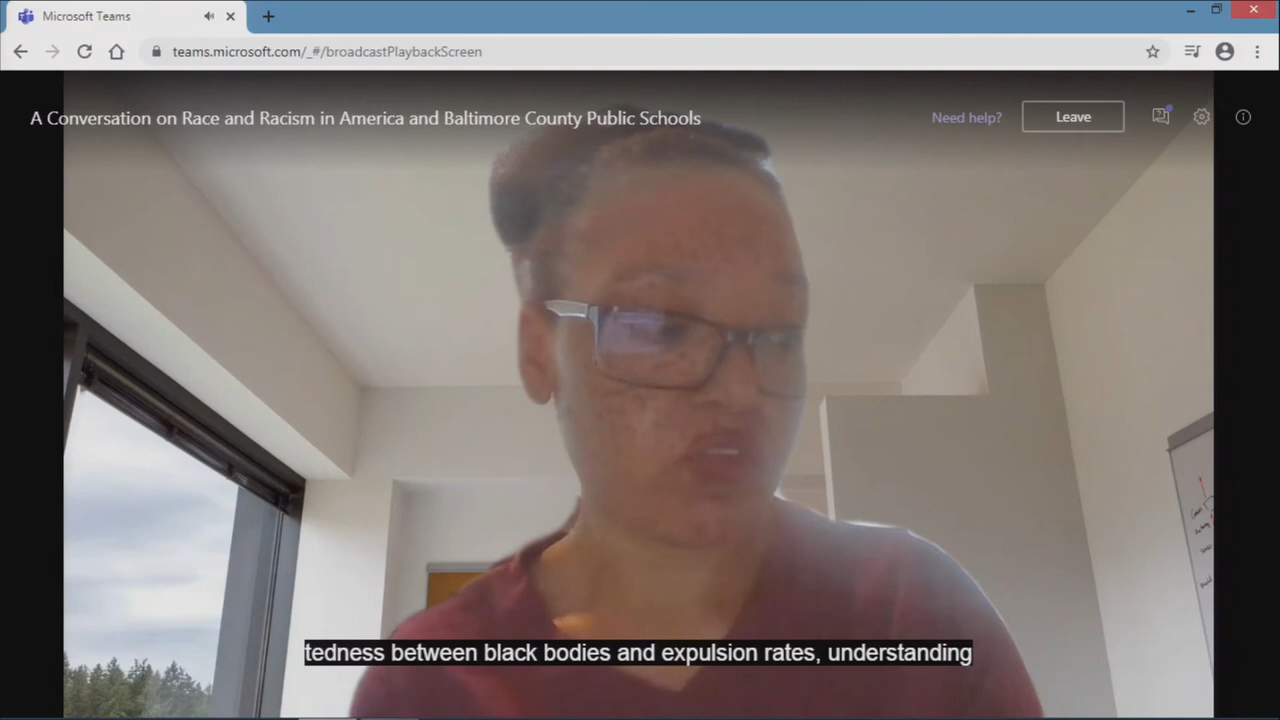 Microsoft Teams
teams.microsoft.com/_#/broadcastPlaybackScreen
A Conversation on Race and Racism in America and Baltimore County Public Schools
Need help?
Leave
tedness between black bodies and expulsion rates, understanding